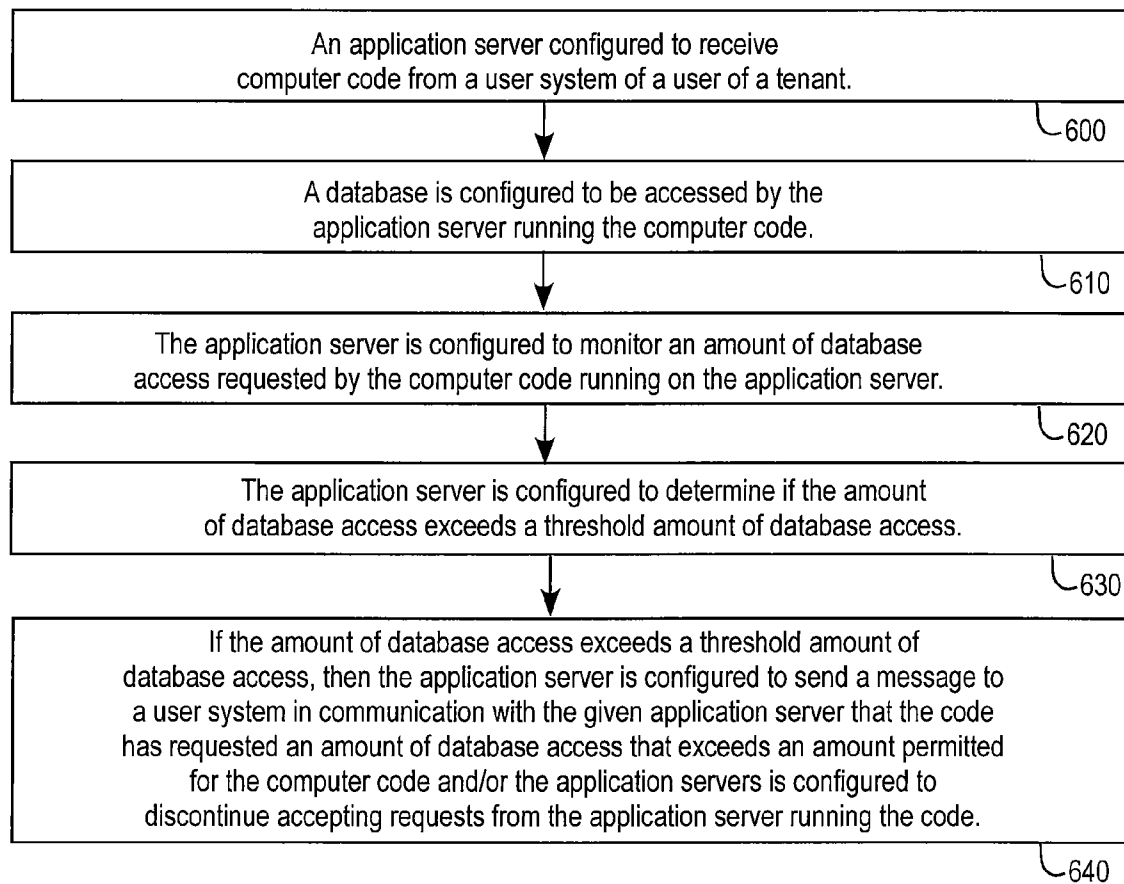 An application server configured to receive
computer code from a user system of a user of a tenant.
600
A database is configured to be accessed by the
application server running the computer code.
610
The application server is configured to monitor an amount of database
access requested by the computer code running on the application server.
620
The application server is configured to determine if the amount
of database access exceeds a threshold amount of database access.
630
If the amount of database access exceeds a threshold amount of
database access, then the application server is configured to send a message to
a user system in communication with the given application server that the code
has requested an amount of database access that exceeds an amount permitted
for the computer code and/or the application servers is configured to
discontinue accepting requests from the application server running the code.
640